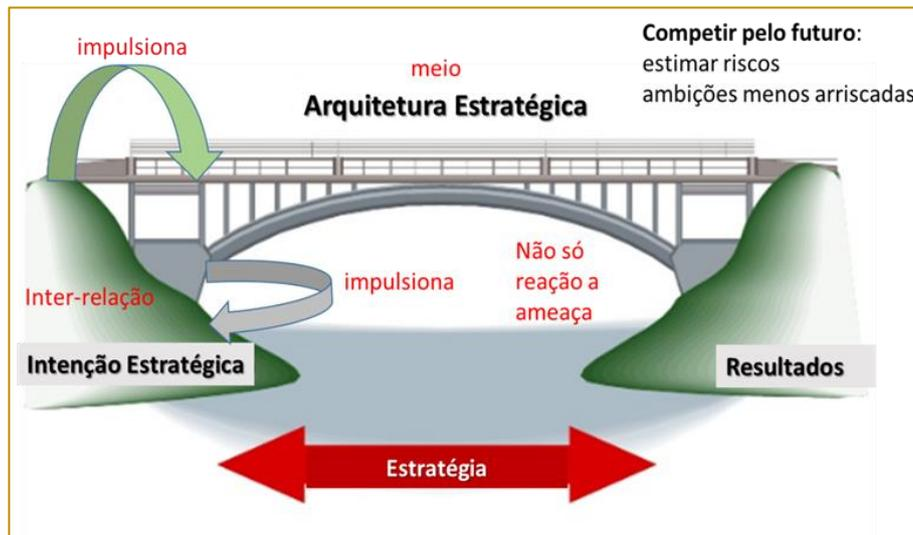 impulsiona
Competir pelo futuro:
estimar riscos
ambições menos arriscadas
meio
Arquitetura Estratégica
Não só
reação a
ameaça
impulsiona
Inter-relação
Intenção Estratégica
Resultados
Estratégia